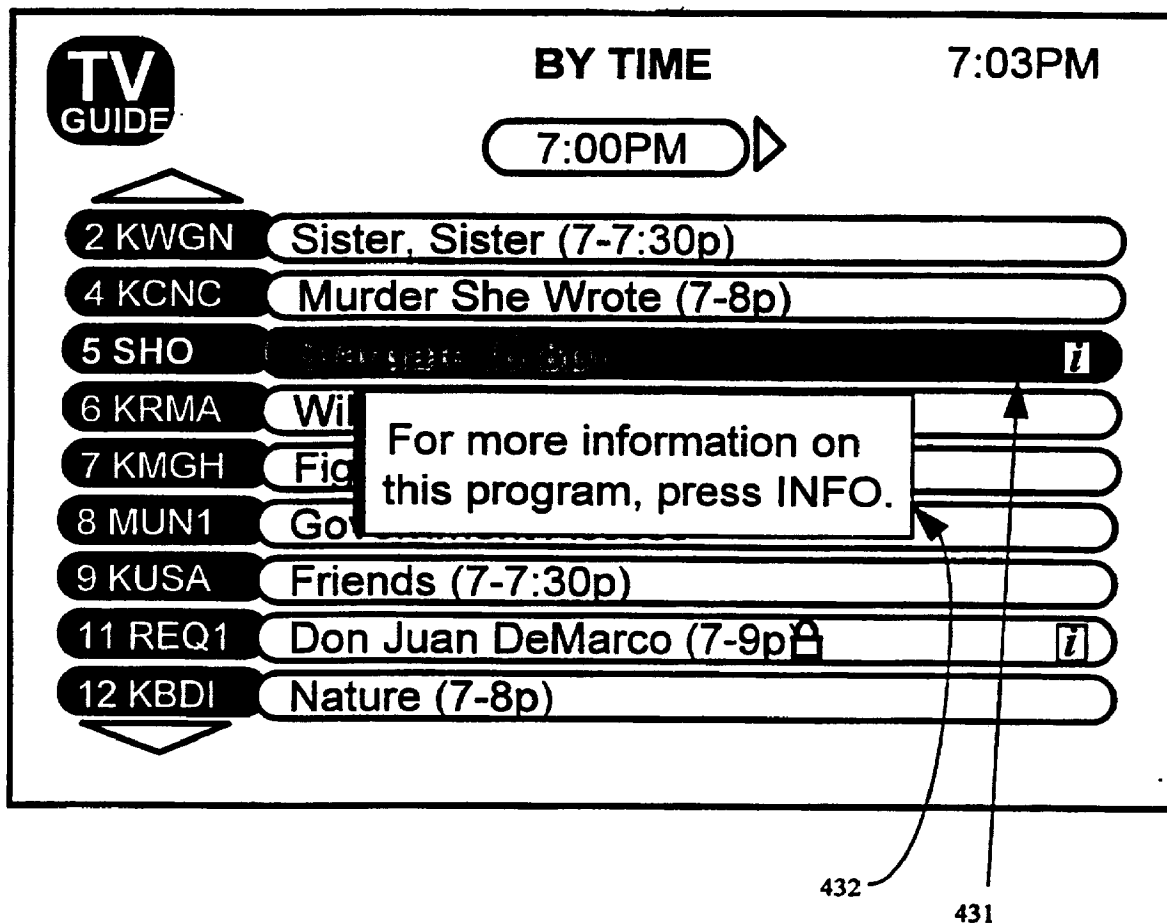 TV
GUIDE
BY TIME
7:03PM
7:00PM
2 KWGN Sister, Sister (7-7:30p)
4 KCNC Murder She Wrote (7-8p)
5 SHO i
6 KRMA Wil
7 KMGH Fig
For more information on
this program, press INFO.
8 MUN1 Gov
9 KUSA Friends (7-7:30p)
11 REQ1 Don Juan DeMarco (7-9p i
12 KBDI Nature (7-8p)
432
431